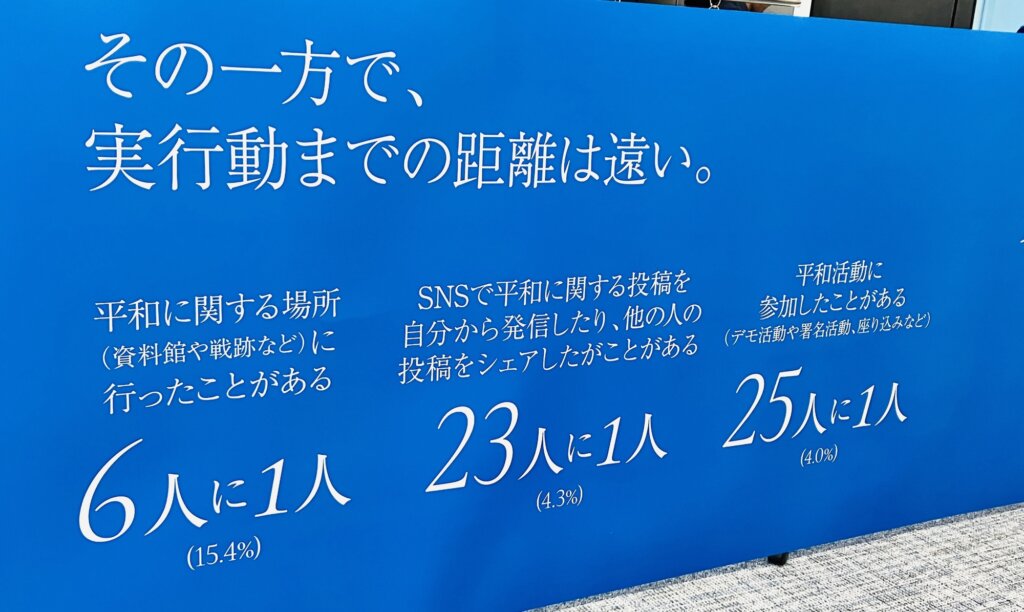 その一方で、
実行動までの距離は遠い。
平和に関する場所
（資料館や戦跡など）に
行ったことがある
6人に1人
(15.4%)
SNSで平和に関する投稿を
自分から発信したり、他の人の
投稿をシェアしたがことがある
23人に1人
(4.3%)
平和活動に
参加したことがある
（デモ活動や署名活動、座り込みなど）
25人に1人
(4.0%)